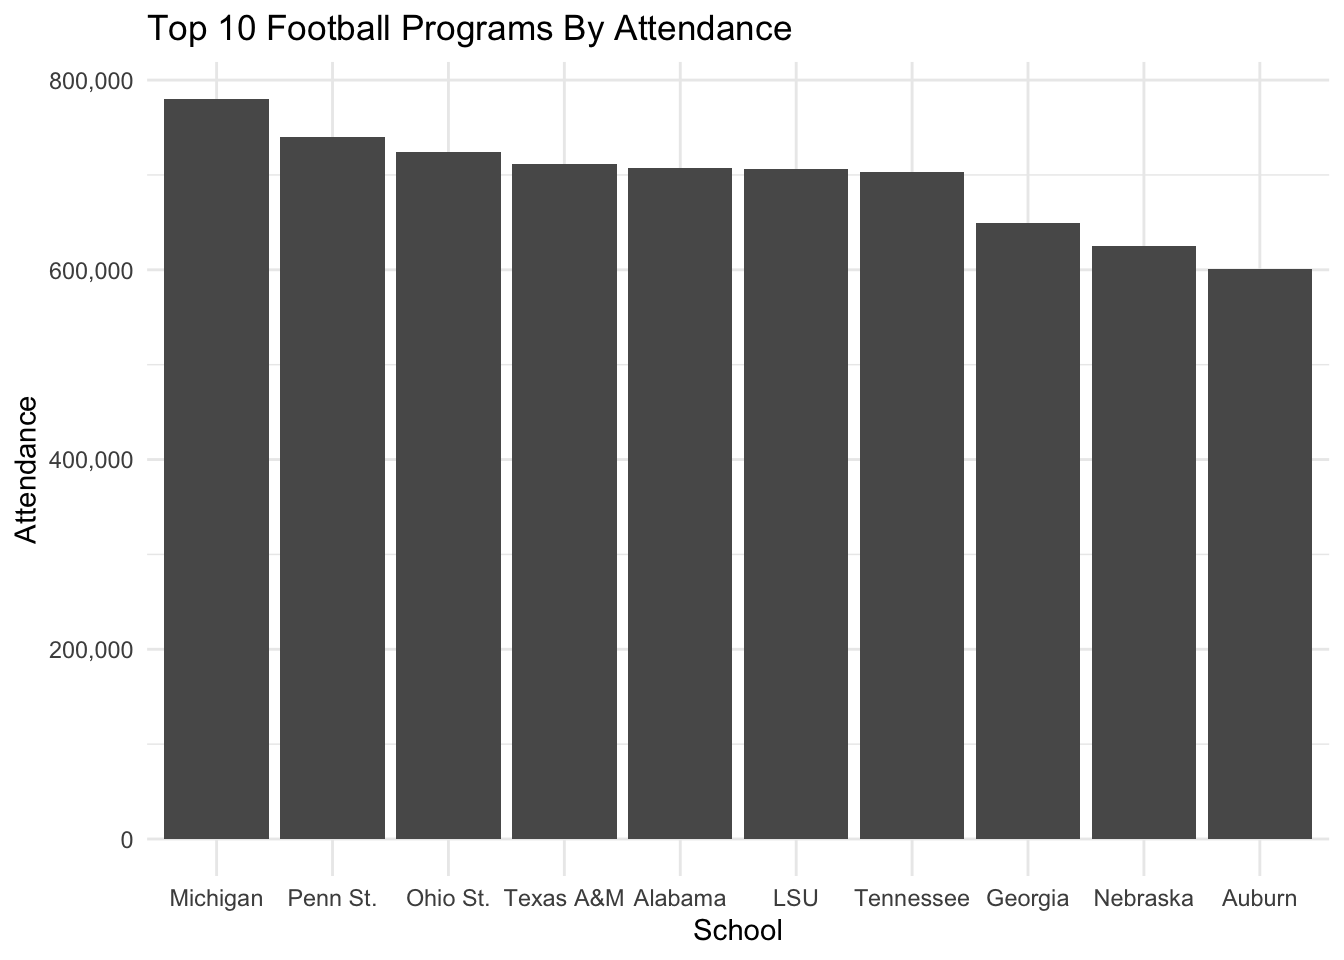 Top 10 Football Programs By Attendance
800,000
600,000
400,000
200,000
0
Attendance
Michigan Penn St. Ohio St. Texas A&M Alabama LSU Tennessee Georgia Nebraska Auburn
School